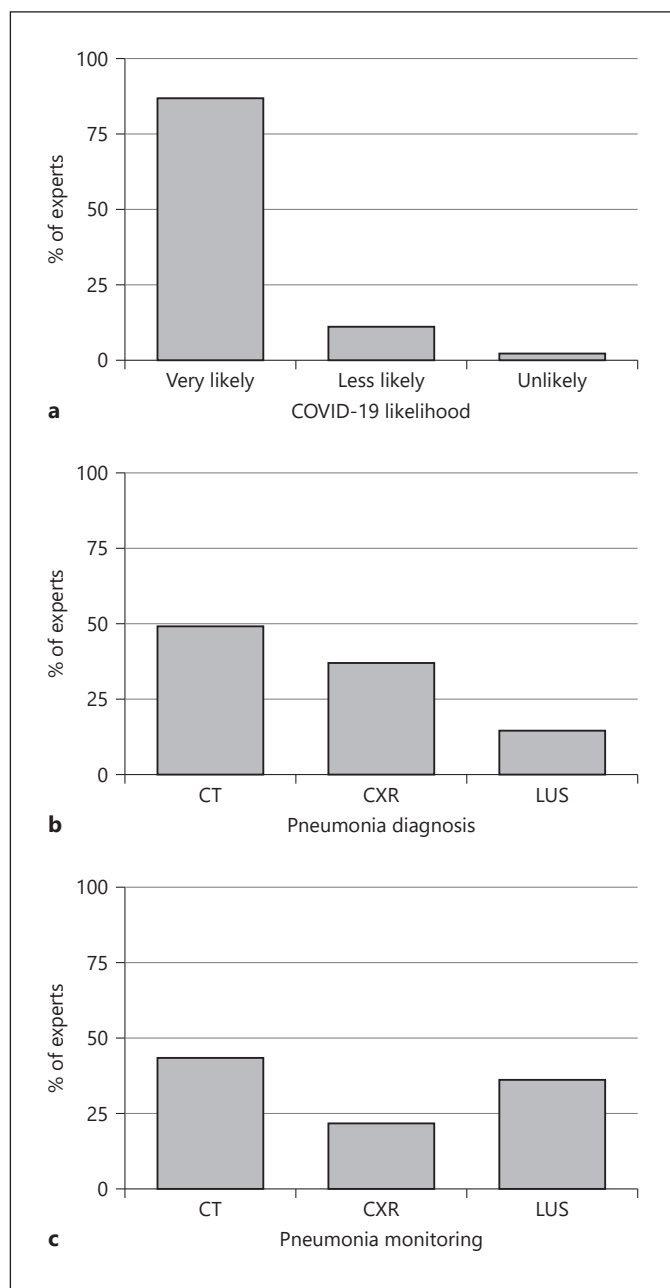 100
75
50
25
0
% of experts
Very likely Less likely Unlikely
a COVID-19 likelihood
100
75
50
25
0
% of experts
CT CXR LUS
b Pneumonia diagnosis
100
75
50
25
0
% of experts
CT CXR LUS
c Pneumonia monitoring